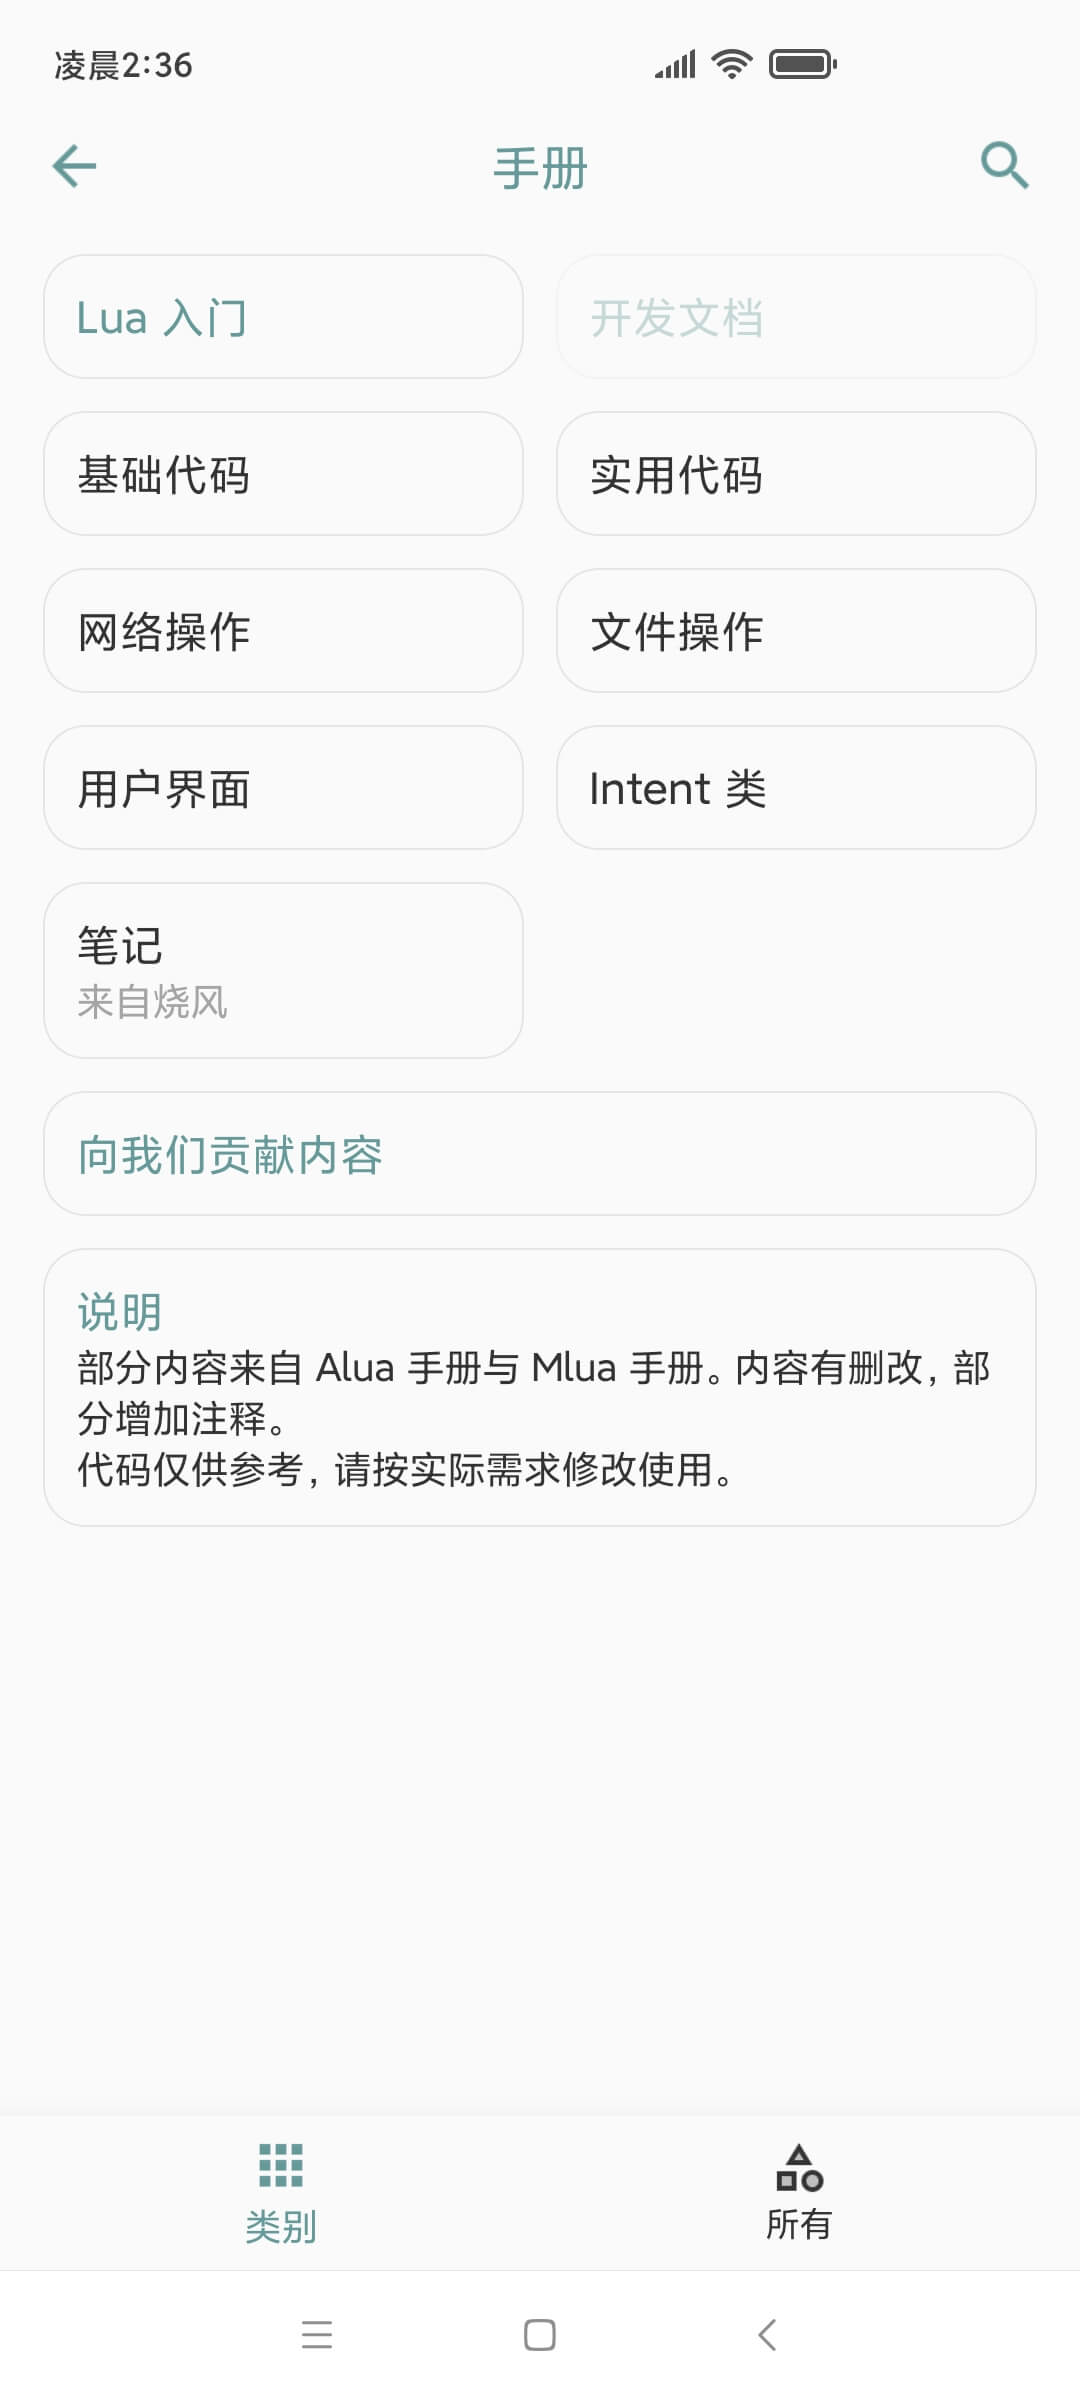 凌晨2:36
手册
Lua 入门
开发文档
基础代码
实用代码
网络操作
文件操作
用户界面
Intent 类
笔记
来自烧风
向我们贡献内容
说明
部分内容来自 Alua 手册与 Mlua 手册。内容有删改，部
分增加注释。
代码仅供参考，请按实际需求修改使用。
类别
所有